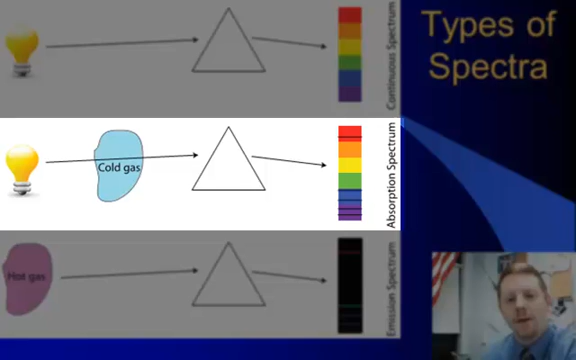 Types of
Spectra
Continuous Spectrum
Cold gas
Absorption Spectrum
Hot gas
Emission Spectrum